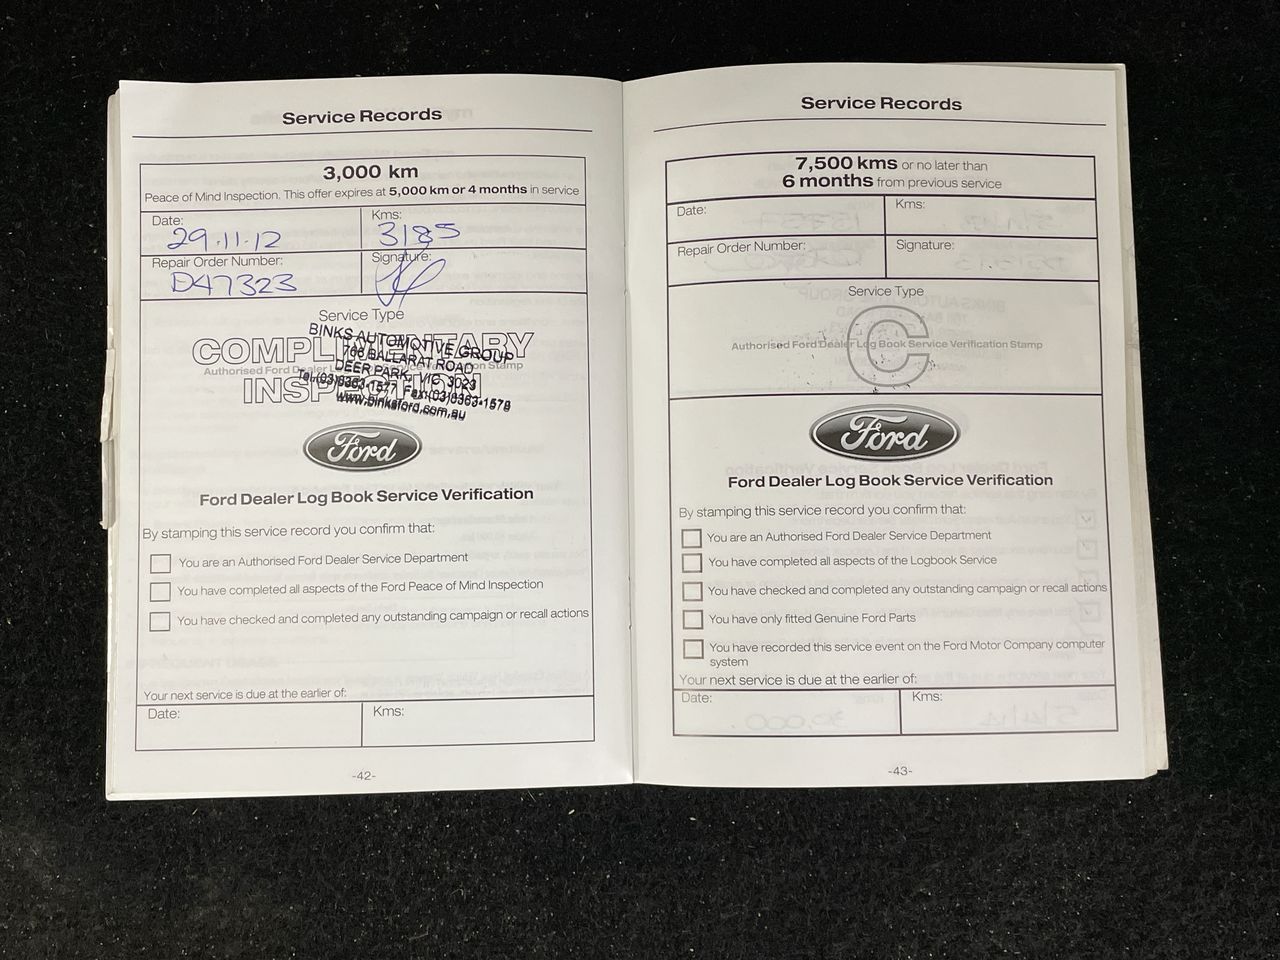 Service Records
3,000 km
Peace of Mind Inspection. This offer expires at 5,000 km or 4 months in service
Date:
29.11.12
Kms:
3185
Repair Order Number:
D47323
Signature:
Service Type
COMPLIMENTARY
INSPECTION
BINKS AUTOMOTIVE GROUP
BALLARAT ROAD
DEER PARK, VIC 3023
Tel:(03)8363-1577 Fax:(03)8363-1578
www.binksford.com.au
Ford
Ford Dealer Log Book Service Verification
By stamping this service record you confirm that:
You are an Authorised Ford Dealer Service Department
You have completed all aspects of the Ford Peace of Mind Inspection
You have checked and completed any outstanding campaign or recall actions
Your next service is due at the earlier of:
Date:
Kms:
-42-
Service Records
7,500 kms or no later than
6 months from previous service
Date:
Kms:
Repair Order Number:
Signature:
Service Type
C
Authorised Ford Dealer Log Book Service Verification Stamp
Ford
Ford Dealer Log Book Service Verification
By stamping this service record you confirm that:
You are an Authorised Ford Dealer Service Department
You have completed all aspects of the Logbook Service
You have checked and completed any outstanding campaign or recall actions
You have only fitted Genuine Ford Parts
You have recorded this service event on the Ford Motor Company computer
system
Your next service is due at the earlier of:
Date:
Kms:
-43-